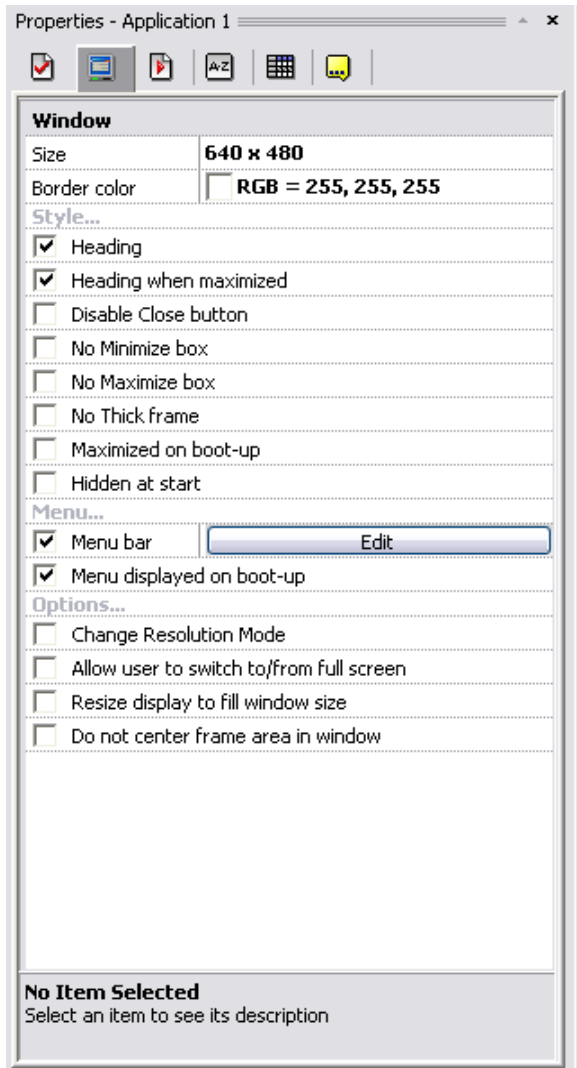 Properties - Application 1
A-Z
Window
Size 640 x 480
Border color RGB = 255, 255, 255
Style...
Heading
Heading when maximized
Disable Close button
No Minimize box
No Maximize box
No Thick frame
Maximized on boot-up
Hidden at start
Menu...
Menu bar Edit
Menu displayed on boot-up
Options...
Change Resolution Mode
Allow user to switch to/from full screen
Resize display to fill window size
Do not center frame area in window
No Item Selected
Select an item to see its description